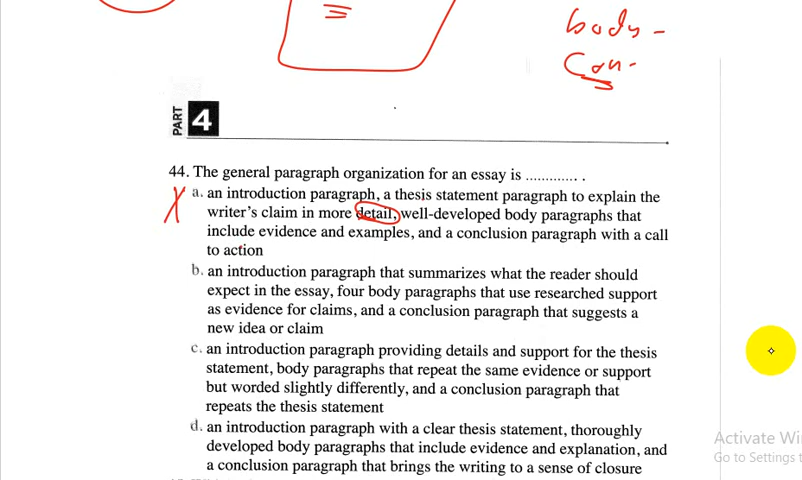 body -
Con -
PART 4
44. The general paragraph organization for an essay is ............. .
a. an introduction paragraph, a thesis statement paragraph to explain the
writer's claim in more detail, well-developed body paragraphs that
include evidence and examples, and a conclusion paragraph with a call
to action
b. an introduction paragraph that summarizes what the reader should
expect in the essay, four body paragraphs that use researched support
as evidence for claims, and a conclusion paragraph that suggests a
new idea or claim
c. an introduction paragraph providing details and support for the thesis
statement, body paragraphs that repeat the same evidence or support
but worded slightly differently, and a conclusion paragraph that
repeats the thesis statement
d. an introduction paragraph with a clear thesis statement, thoroughly
developed body paragraphs that include evidence and explanation, and
a conclusion paragraph that brings the writing to a sense of closure
Activate Wi
Go to Settings t